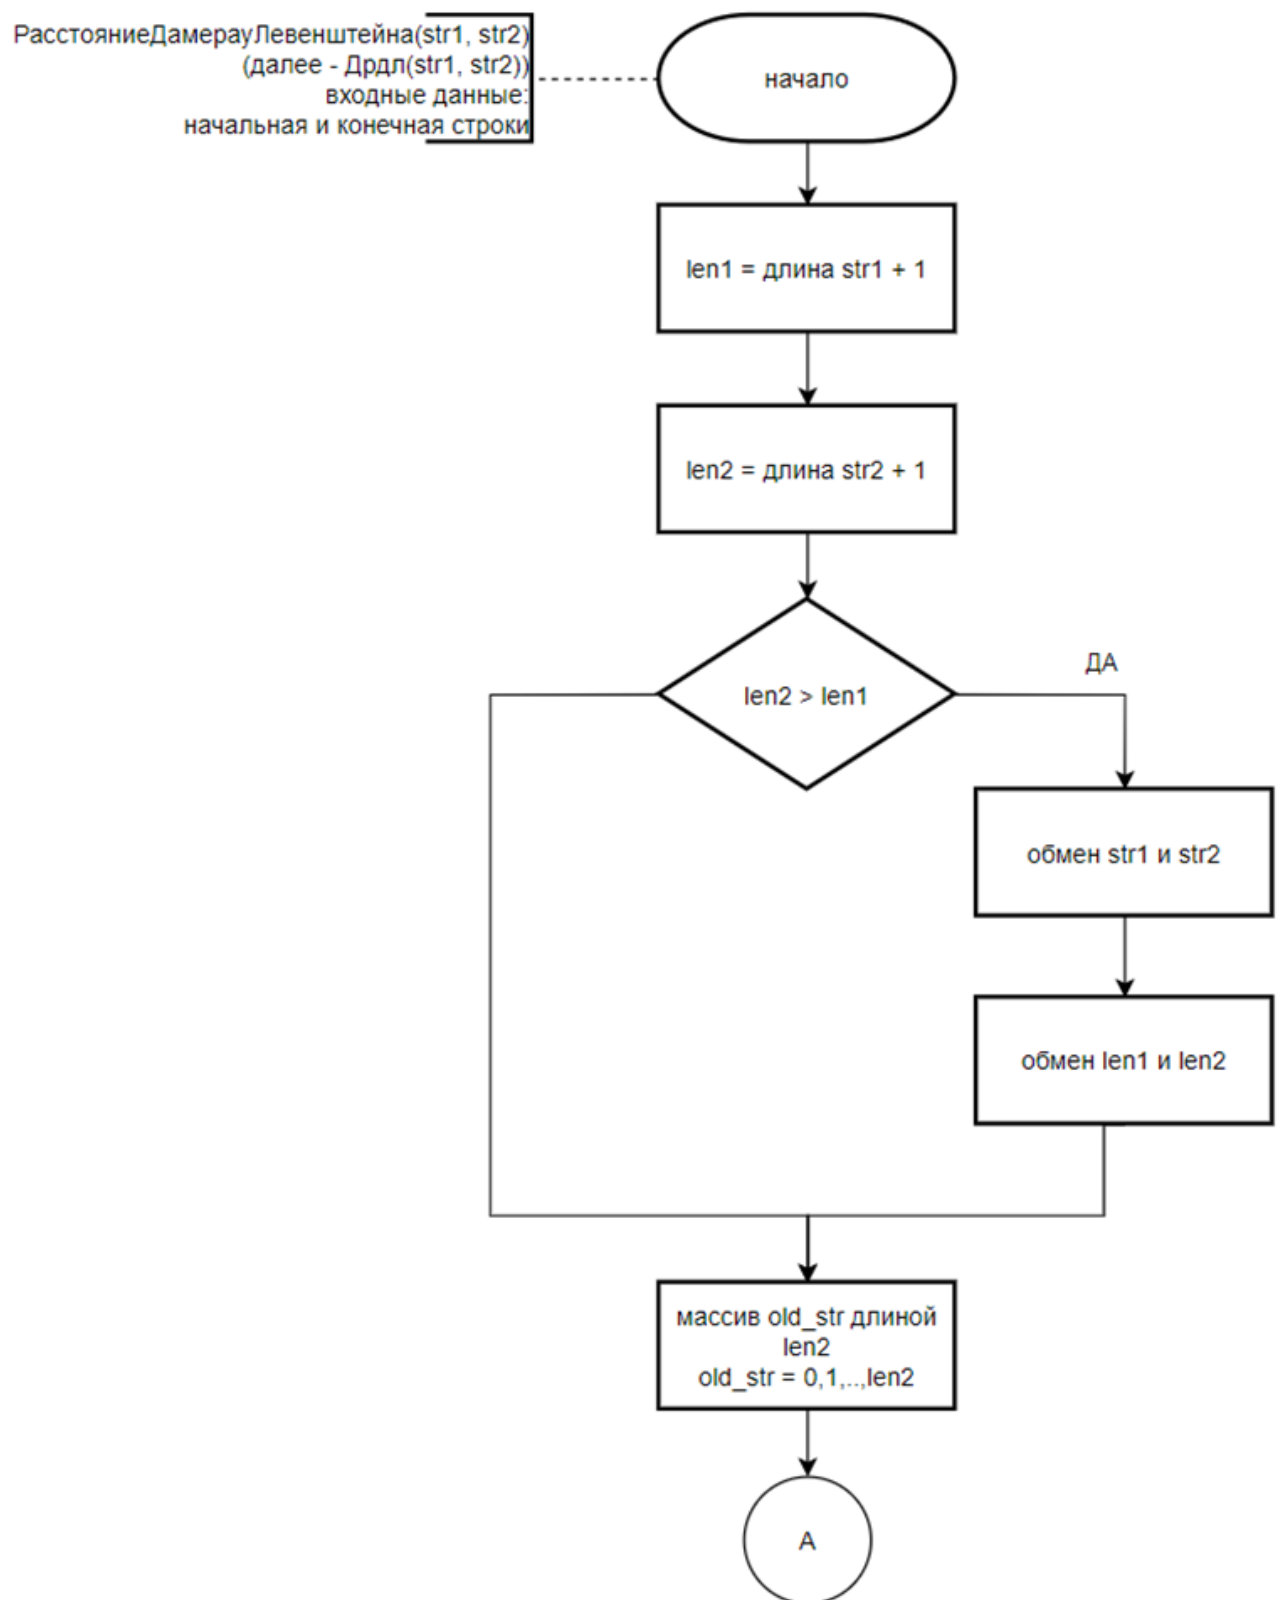 РасстояниеДамерауЛевенштейна(str1, str2)
(далее - Дрдл(str1, str2))
входные данные:
начальная и конечная строки
начало
len1 = длина str1 + 1
len2 = длина str2 + 1
len2 > len1
ДА
обмен str1 и str2
обмен len1 и len2
массив old_str длиной
len2
old_str = 0,1,..,len2
А